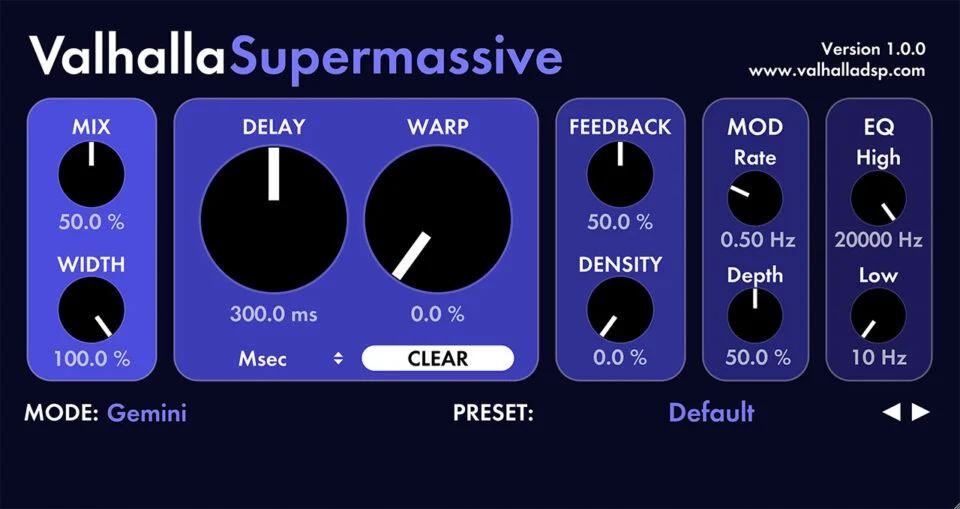 ValhallaSupermassive
Version 1.0.0
www.valhalladsp.com
MIX
50.0 %
WIDTH
100.0 %
DELAY
300.0 ms
WARP
0.0 %
Msec
CLEAR
FEEDBACK
50.0 %
DENSITY
0.0 %
MOD
Rate
0.50 Hz
Depth
50.0 %
EQ
High
20000 Hz
Low
10 Hz
MODE: Gemini
PRESET: Default